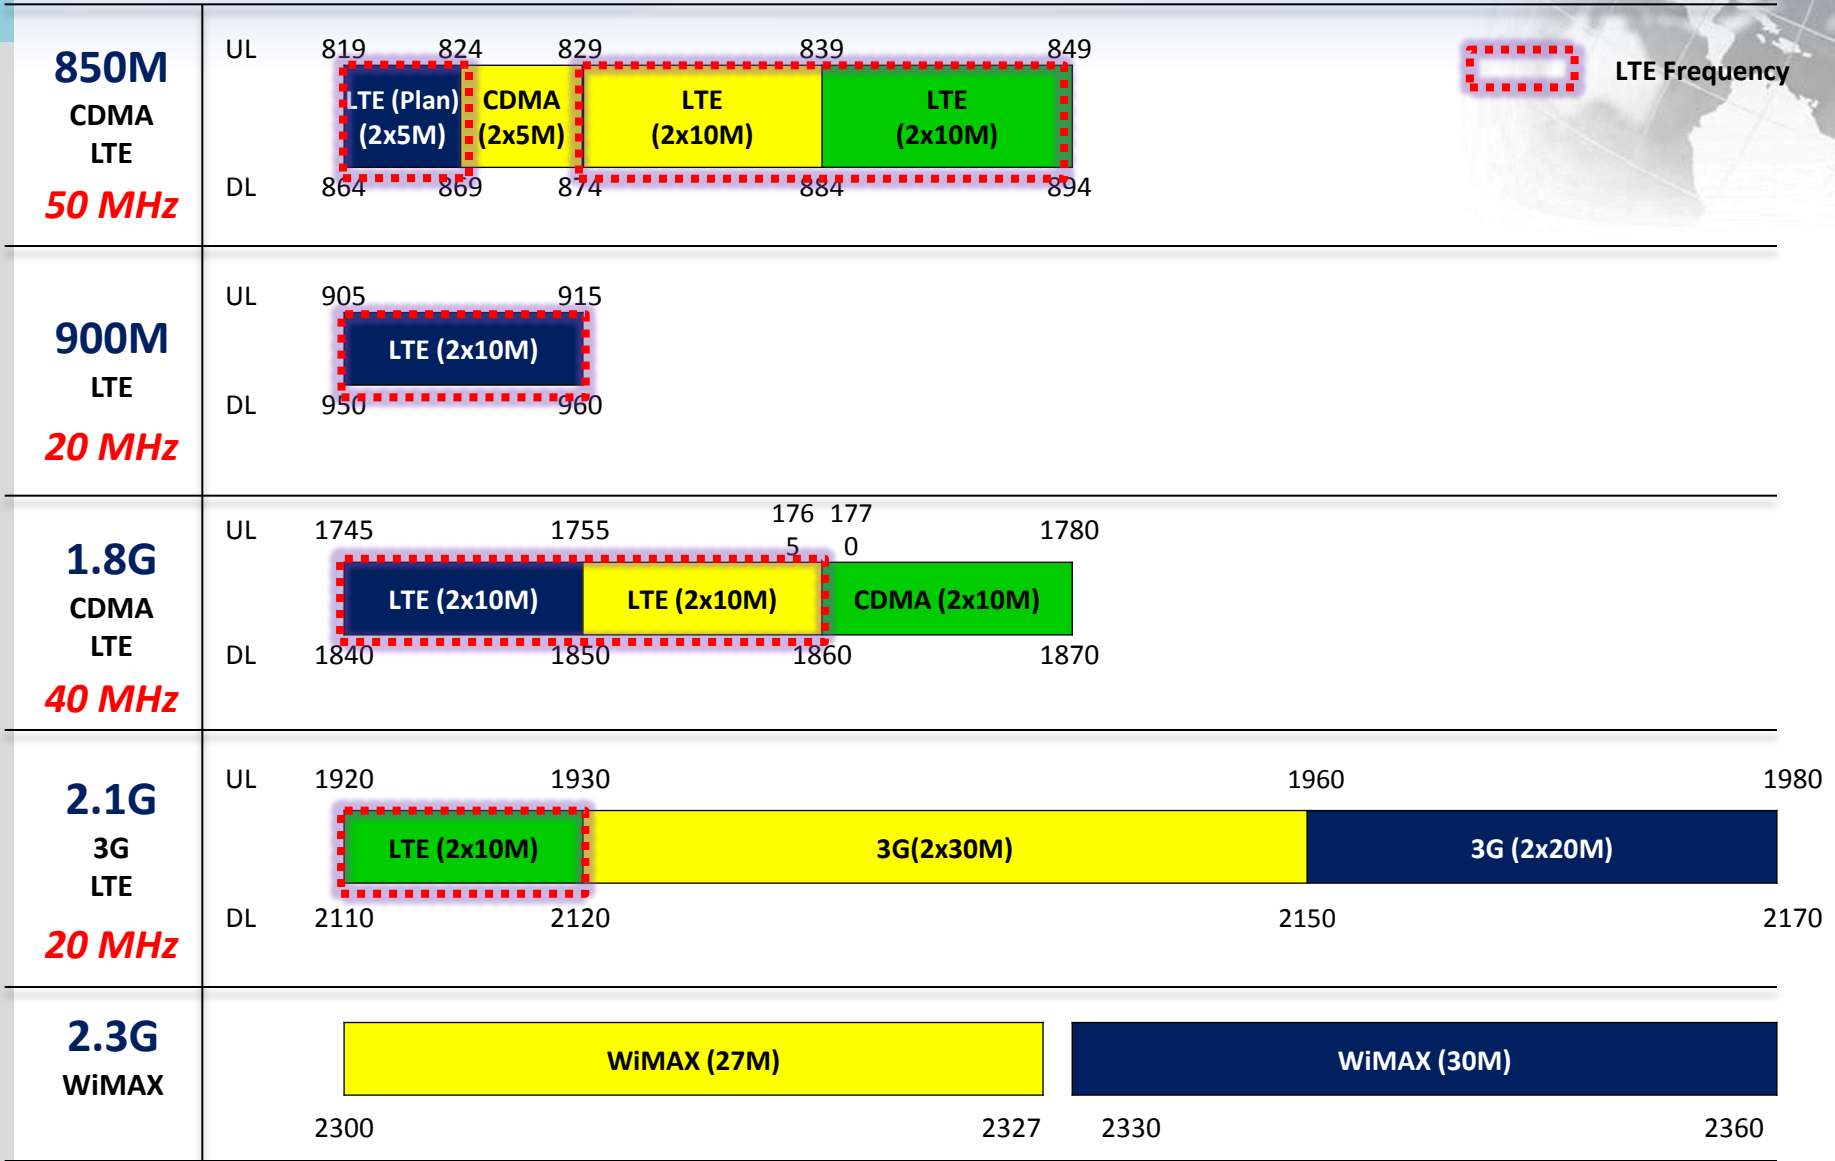 850M
CDMA
LTE
50 MHz
UL 819 824 829 839 849
LTE (Plan)
(2x5M)
CDMA
(2x5M)
LTE
(2x10M)
LTE
(2x10M)
DL 864 869 874 884 894
LTE Frequency
900M
LTE
20 MHz
UL 905 915
LTE (2x10M)
DL 950 960
1.8G
CDMA
LTE
40 MHz
UL 1745 1755
176
5
177
0
1780
LTE (2x10M) LTE (2x10M) CDMA (2x10M)
DL 1840 1850 1860 1870
2.1G
3G
LTE
20 MHz
UL 1920 1930 1960 1980
LTE (2x10M) 3G(2x30M) 3G (2x20M)
DL 2110 2120 2150 2170
2.3G
WiMAX
WiMAX (27M) WiMAX (30M)
2300 2327 2330 2360